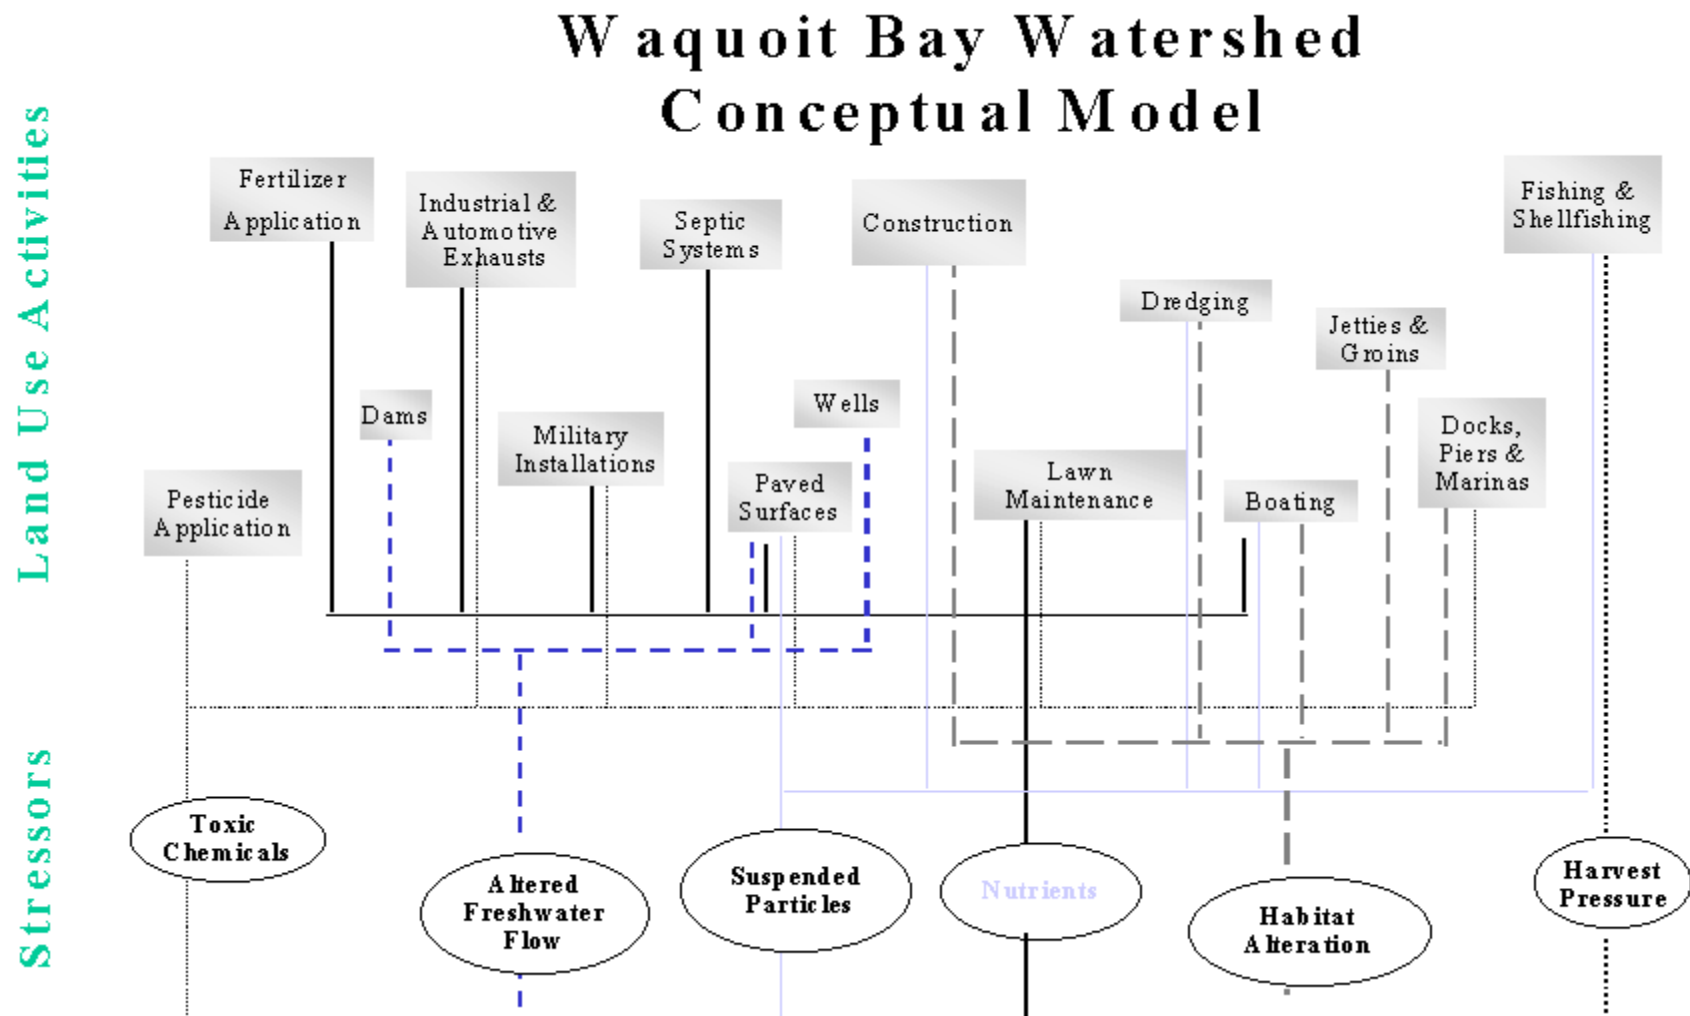 Waquoit Bay Watershed
Conceptual Model
Land Use Activities
Fertilizer
Application
Industrial &
Automotive
Exhausts
Septic
Systems
Construction
Fishing &
Shellfishing
Dredging
Jetties &
Groins
Dams
Wells
Military
Installations
Docks,
Piers &
Marinas
Pesticide
Application
Paved
Surfaces
Lawn
Maintenance
Boating
Stressors
Toxic
Chemicals
Altered
Freshwater
Flow
Suspended
Particles
Nutrients
Habitat
Alteration
Harvest
Pressure